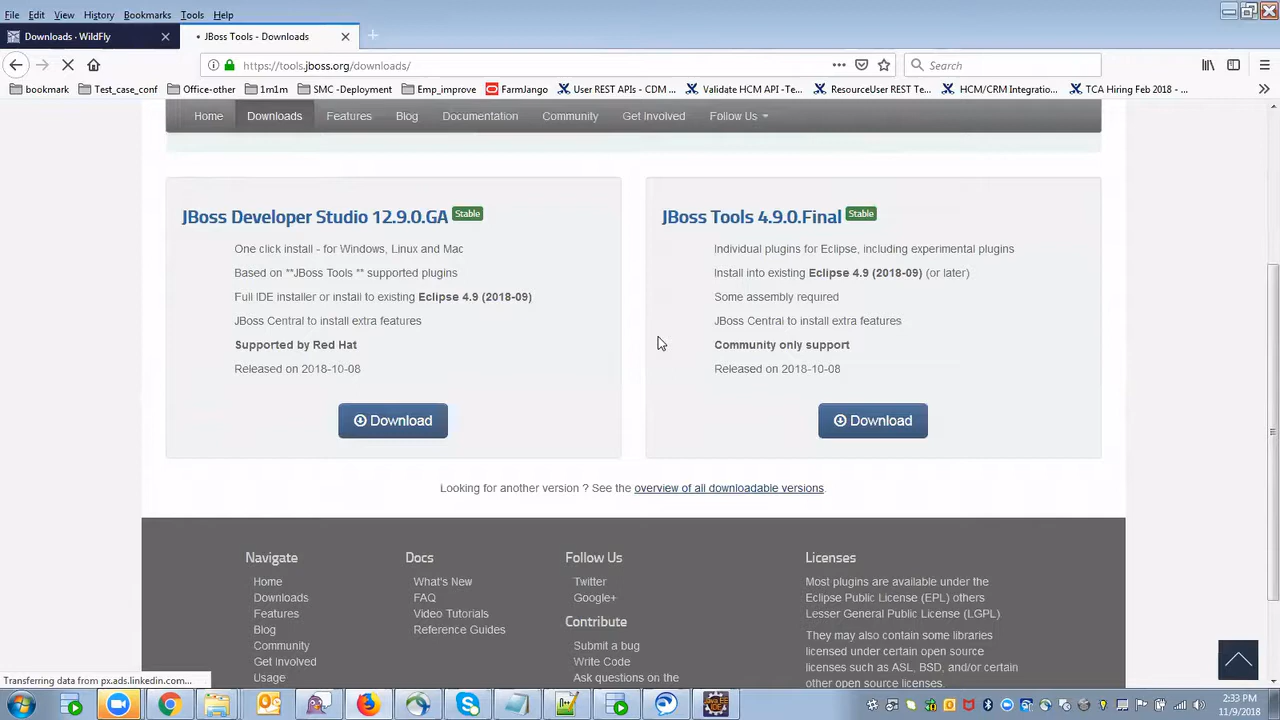 File Edit View History Bookmarks Tools Help
Downloads · WildFly
JBoss Tools - Downloads
https://tools.jboss.org/downloads/
Search
bookmark Test_case_conf Office-other 1m1m SMC -Deployment Emp_improve FarmJango User REST APIs - CDM ... Validate HCM API -Te... ResourceUser REST Te... HCM/CRM Integratio... TCA Hiring Feb 2018 - ...
Home Downloads Features Blog Documentation Community Get Involved Follow Us
JBoss Developer Studio 12.9.0.GA Stable
One click install - for Windows, Linux and Mac
Based on **JBoss Tools ** supported plugins
Full IDE installer or install to existing Eclipse 4.9 (2018-09)
JBoss Central to install extra features
Supported by Red Hat
Released on 2018-10-08
Download
JBoss Tools 4.9.0.Final Stable
Individual plugins for Eclipse, including experimental plugins
Install into existing Eclipse 4.9 (2018-09) (or later)
Some assembly required
JBoss Central to install extra features
Community only support
Released on 2018-10-08
Download
Looking for another version ? See the overview of all downloadable versions.
Navigate
Home
Downloads
Features
Blog
Community
Get Involved
Usage
Docs
What's New
FAQ
Video Tutorials
Reference Guides
Follow Us
Twitter
Google+
Contribute
Submit a bug
Write Code
Ask questions on the
Licenses
Most plugins are available under the
Eclipse Public License (EPL) others
Lesser General Public License (LGPL)
They may also contain some libraries
licensed under certain open source
licenses such as ASL, BSD, and/or certain
other open source licenses.
Transferring data from px.ads.linkedin.com...
2:33 PM
11/9/2018